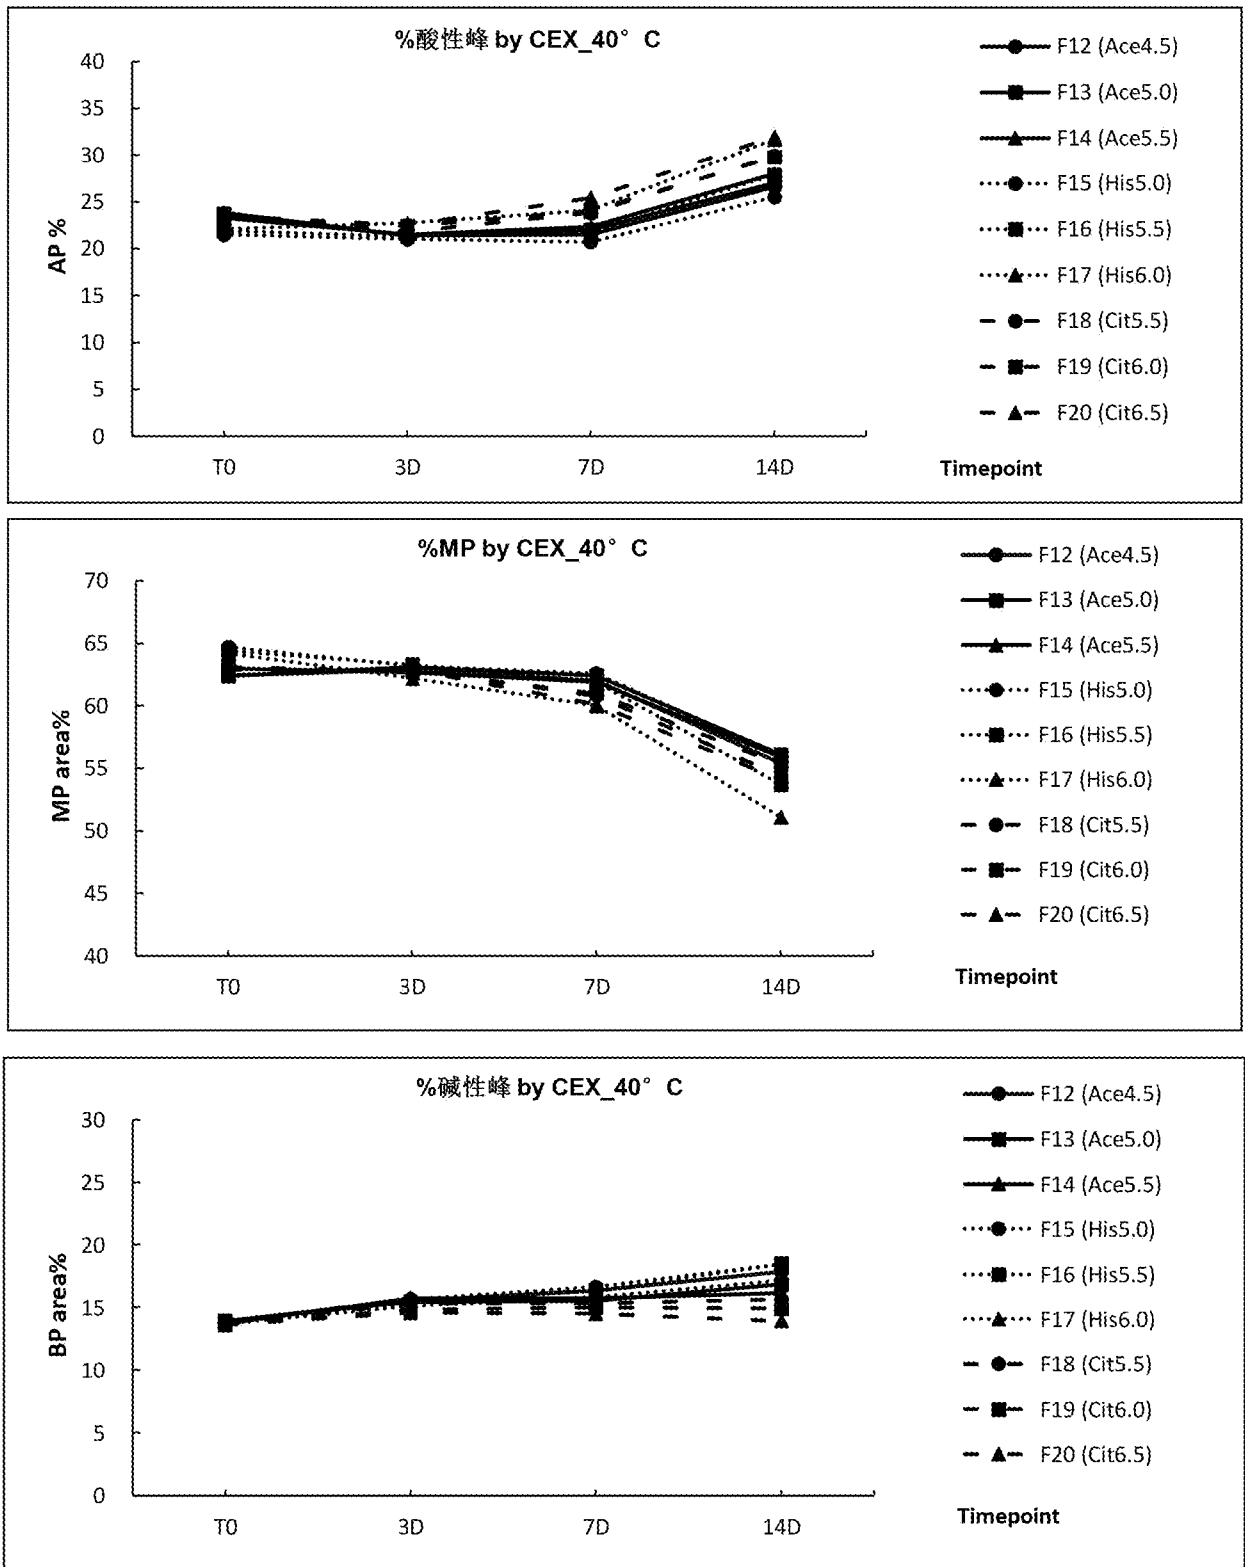 %酸性峰 by CEX_40° C
AP %
40
35
30
25
20
15
10
5
0
T0 3D 7D 14D
Timepoint
F12 (Ace4.5)
F13 (Ace5.0)
F14 (Ace5.5)
F15 (His5.0)
F16 (His5.5)
F17 (His6.0)
F18 (Cit5.5)
F19 (Cit6.0)
F20 (Cit6.5)
%MP by CEX_40° C
MP area%
70
65
60
55
50
45
40
T0 3D 7D 14D
Timepoint
F12 (Ace4.5)
F13 (Ace5.0)
F14 (Ace5.5)
F15 (His5.0)
F16 (His5.5)
F17 (His6.0)
F18 (Cit5.5)
F19 (Cit6.0)
F20 (Cit6.5)
%碱性峰 by CEX_40° C
BP area%
30
25
20
15
10
5
0
T0 3D 7D 14D
Timepoint
F12 (Ace4.5)
F13 (Ace5.0)
F14 (Ace5.5)
F15 (His5.0)
F16 (His5.5)
F17 (His6.0)
F18 (Cit5.5)
F19 (Cit6.0)
F20 (Cit6.5)